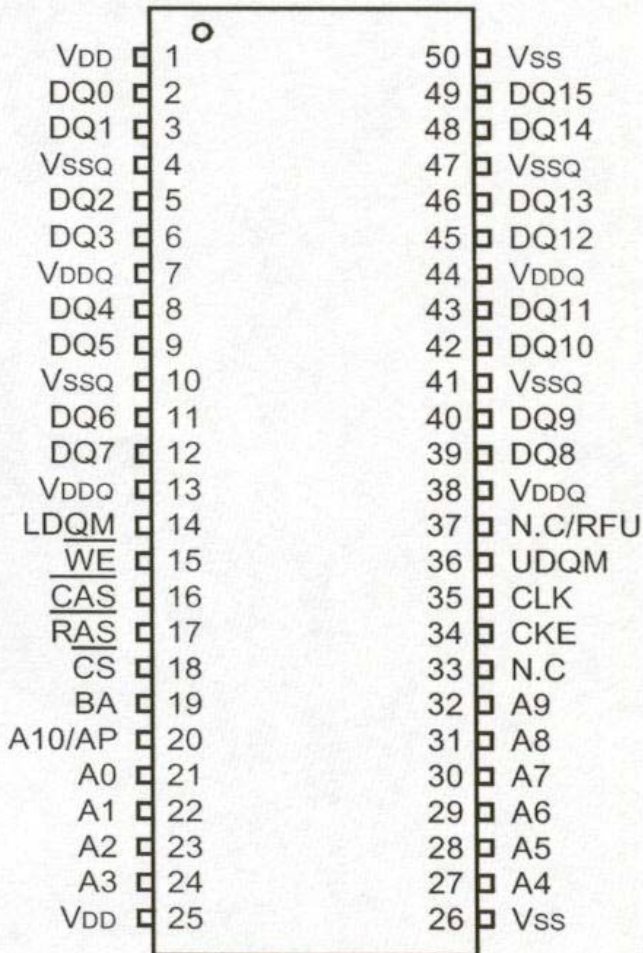 VDD 1 50 VSS
DQ0 2 49 DQ15
DQ1 3 48 DQ14
VSSQ 4 47 VSSQ
DQ2 5 46 DQ13
DQ3 6 45 DQ12
VDDQ 7 44 VDDQ
DQ4 8 43 DQ11
DQ5 9 42 DQ10
VSSQ 10 41 VSSQ
DQ6 11 40 DQ9
DQ7 12 39 DQ8
VDDQ 13 38 VDDQ
LDQM 14 37 N.C/RFU
W̅E̅ 15 36 UDQM
C̅A̅S̅ 16 35 CLK
R̅A̅S̅ 17 34 CKE
C̅S̅ 18 33 N.C
BA 19 32 A9
A10/AP 20 31 A8
A0 21 30 A7
A1 22 29 A6
A2 23 28 A5
A3 24 27 A4
VDD 25 26 VSS